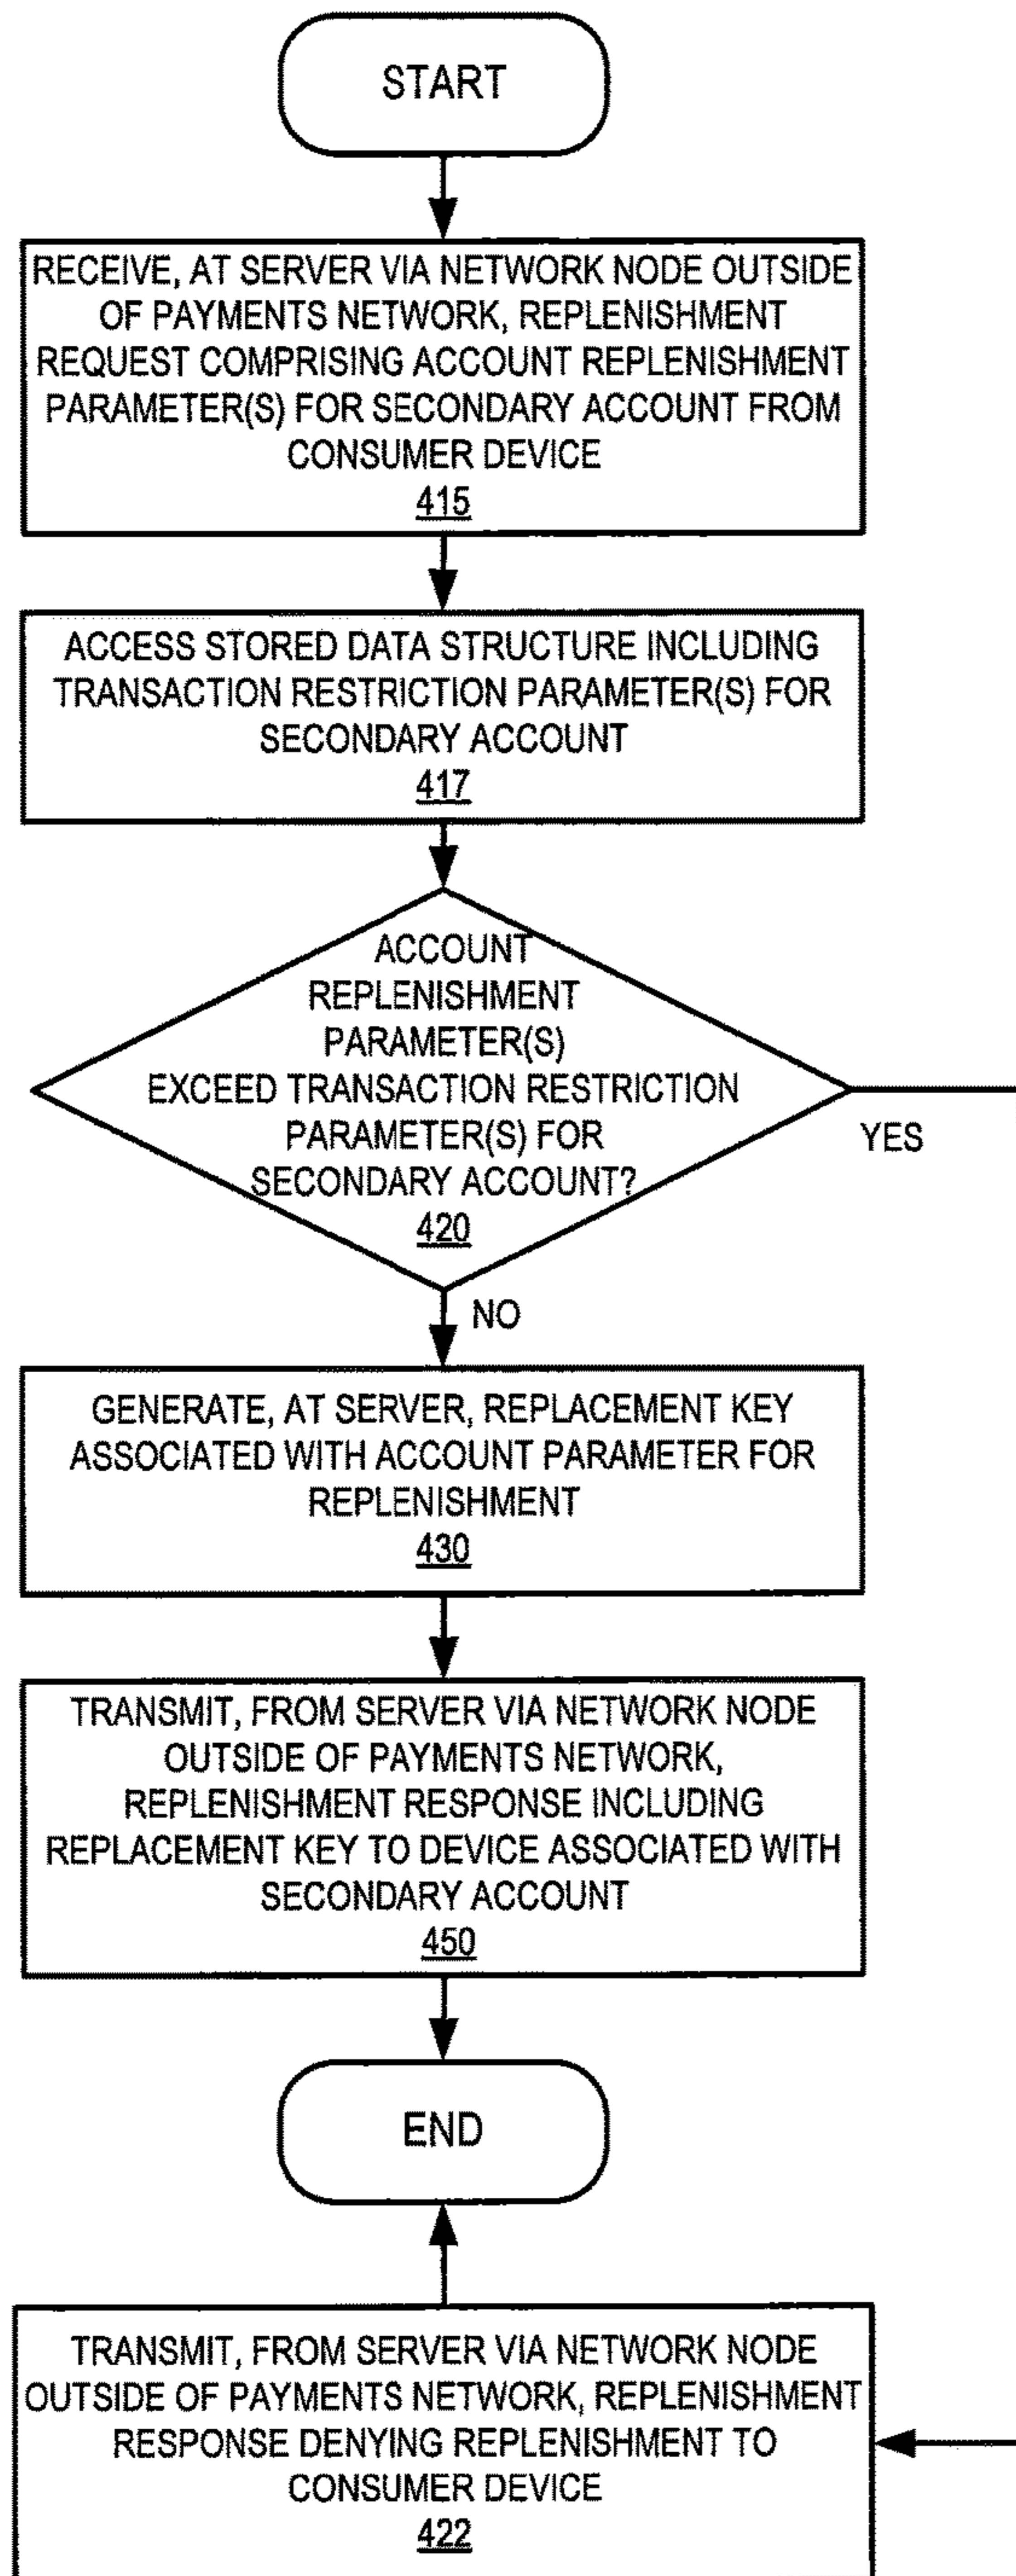 START
RECEIVE, AT SERVER VIA NETWORK NODE OUTSIDE
OF PAYMENTS NETWORK, REPLENISHMENT
REQUEST COMPRISING ACCOUNT REPLENISHMENT
PARAMETER(S) FOR SECONDARY ACCOUNT FROM
CONSUMER DEVICE
415
ACCESS STORED DATA STRUCTURE INCLUDING
TRANSACTION RESTRICTION PARAMETER(S) FOR
SECONDARY ACCOUNT
417
ACCOUNT
REPLENISHMENT
PARAMETER(S)
EXCEED TRANSACTION RESTRICTION
PARAMETER(S) FOR
SECONDARY ACCOUNT?
420
YES
NO
GENERATE, AT SERVER, REPLACEMENT KEY
ASSOCIATED WITH ACCOUNT PARAMETER FOR
REPLENISHMENT
430
TRANSMIT, FROM SERVER VIA NETWORK NODE
OUTSIDE OF PAYMENTS NETWORK,
REPLENISHMENT RESPONSE INCLUDING
REPLACEMENT KEY TO DEVICE ASSOCIATED WITH
SECONDARY ACCOUNT
450
END
TRANSMIT, FROM SERVER VIA NETWORK NODE
OUTSIDE OF PAYMENTS NETWORK, REPLENISHMENT
RESPONSE DENYING REPLENISHMENT TO
CONSUMER DEVICE
422